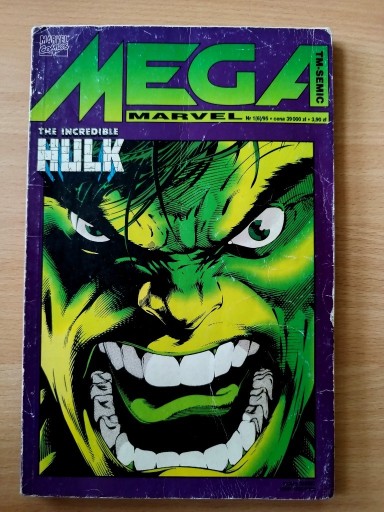 MARVEL
COMICS
MEGA
TM-SEMIC
MARVEL
Nr 1(6)/95 • cena 39 000 zł • 3,90 zł
THE INCREDIBLE
HULK